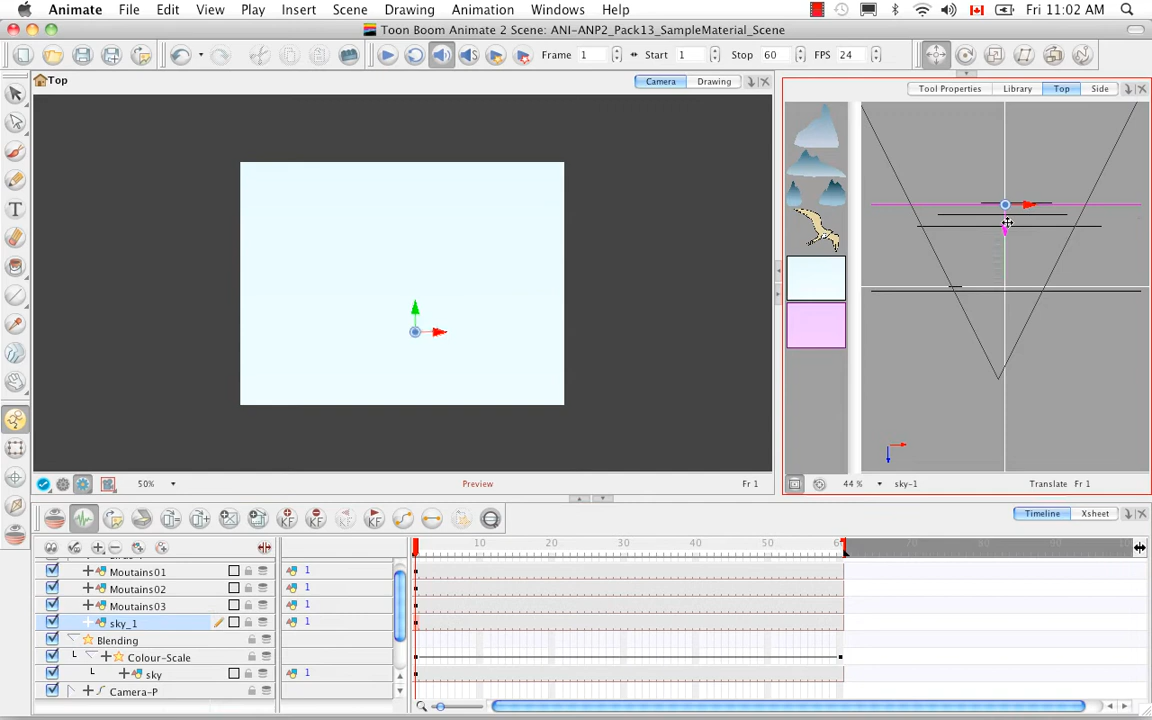 Animate File Edit View Play Insert Scene Drawing Animation Windows Help Fri 11:02 AM
Toon Boom Animate 2 Scene: ANI-ANP2_Pack13_SampleMaterial_Scene
Frame 1 Start 1 Stop 60 FPS 24
Top Camera Drawing
Tool Properties Library Top Side
T
50% Preview Fr 1
44 % sky-1 Translate Fr 1
KF KF KF
Timeline Xsheet
10 20 30 40 50
Moutains01 1
Moutains02 1
Moutains03 1
sky_1 1
Blending
Colour-Scale
sky 1
Camera-P